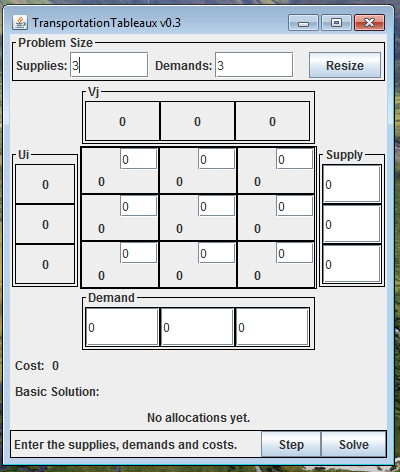 TransportationTableaux v0.3
Problem Size
Supplies: 3 Demands: 3 Resize
Vj
0 0 0
Ui Supply
0 0 0
0 0 0 0 0
0 0 0
0 0 0 0 0
0 0 0
0 0 0 0 0
Demand
0 0 0
Cost: 0
Basic Solution:
No allocations yet.
Enter the supplies, demands and costs. Step Solve